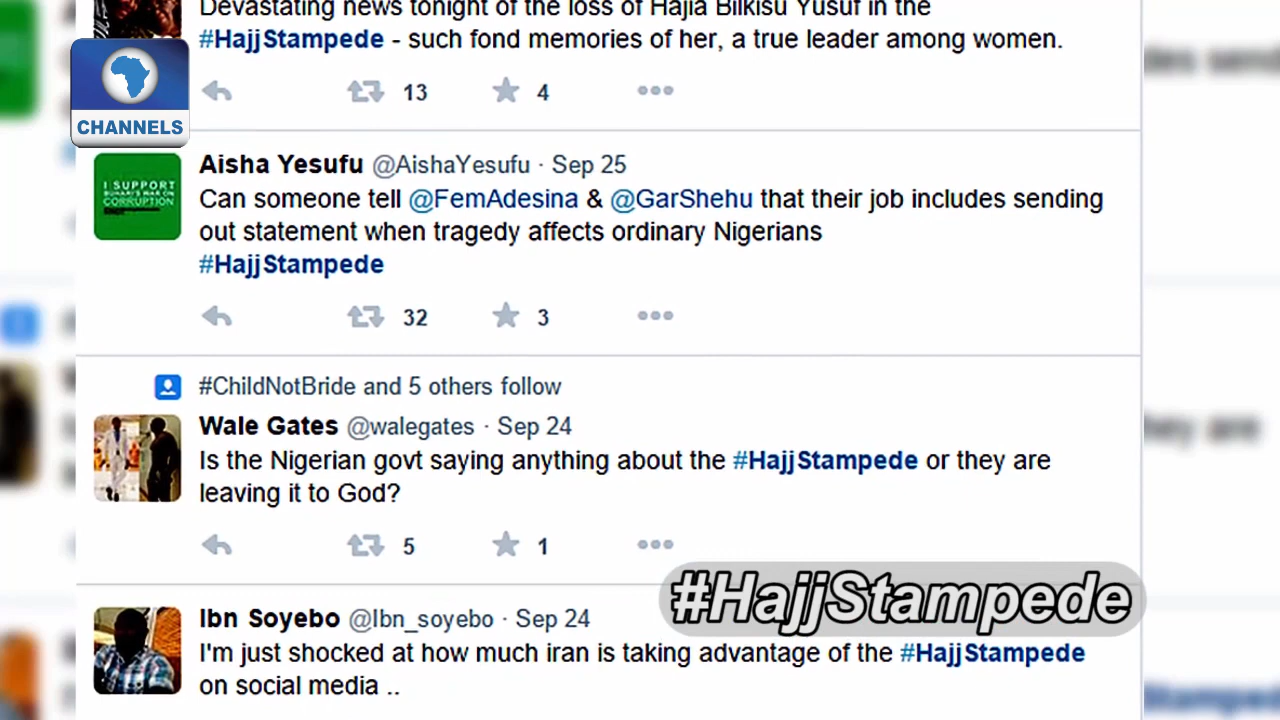 Devastating news tonight of the loss of Hajia Bilkisu Yusuf in the
#HajjStampede - such fond memories of her, a true leader among women.
CHANNELS
13 4
Aisha Yesufu @AishaYesufu · Sep 25
I SUPPORT
BUHARI'S WAR ON
CORRUPTION
Can someone tell @FemAdesina & @GarShehu that their job includes sending
out statement when tragedy affects ordinary Nigerians
#HajjStampede
32 3
#ChildNotBride and 5 others follow
Wale Gates @walegates · Sep 24
Is the Nigerian govt saying anything about the #HajjStampede or they are
leaving it to God?
5 1
#HajjStampede
Ibn Soyebo @Ibn_soyebo · Sep 24
I'm just shocked at how much iran is taking advantage of the #HajjStampede
on social media ..